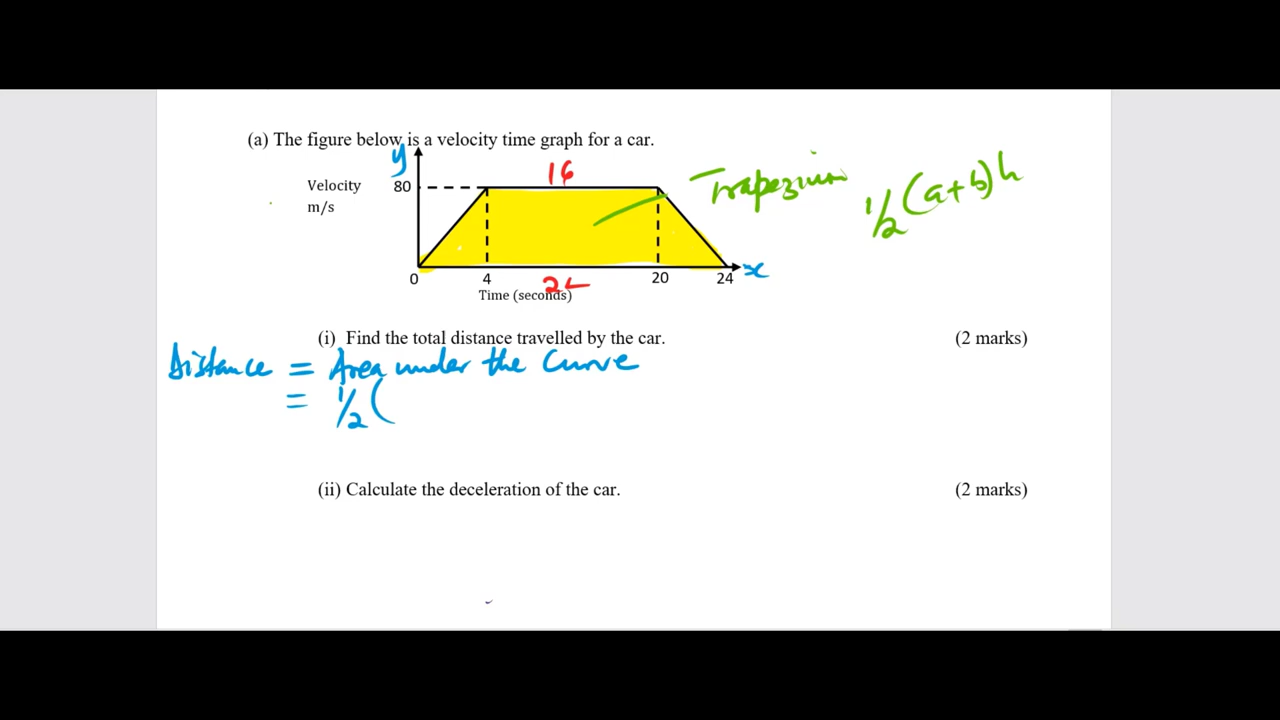 (a) The figure below is a velocity time graph for a car.
y
Velocity
m/s
80
16
Trapezium
1/2 (a+b)h
0
4
20
24
x
24
Time (seconds)
(i) Find the total distance travelled by the car. (2 marks)
Distance = Area under the curve
= 1/2 (
(ii) Calculate the deceleration of the car. (2 marks)